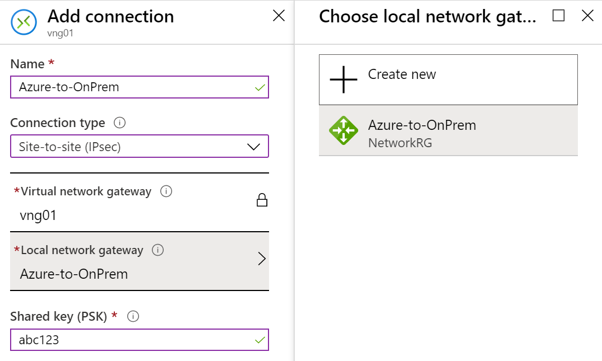 Add connection
vng01
Name *
Azure-to-OnPrem
Connection type
Site-to-site (IPsec)
*Virtual network gateway
vng01
*Local network gateway
Azure-to-OnPrem
Shared key (PSK) *
abc123
Choose local network gat...
Create new
Azure-to-OnPrem
NetworkRG